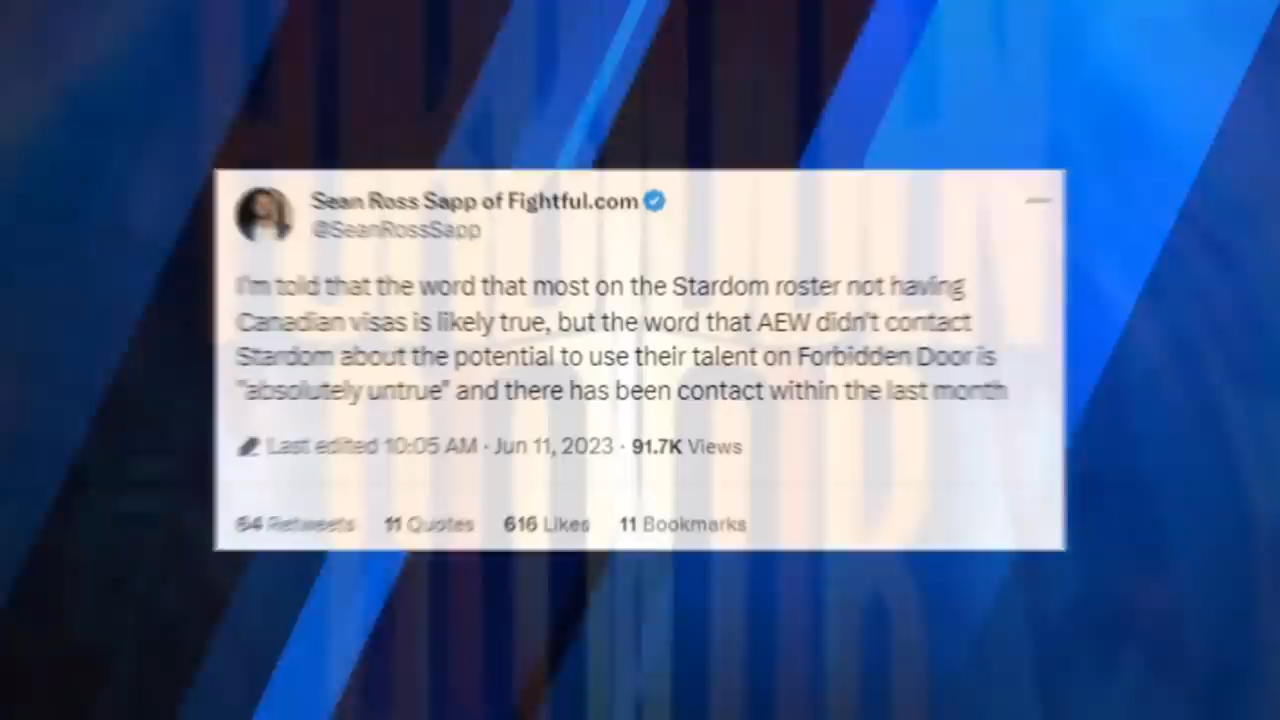 Sean Ross Sapp of Fightful.com
@SeanRossSapp
I'm told that the word that most on the Stardom roster not having
Canadian visas is likely true, but the word that AEW didn't contact
Stardom about the potential to use their talent on Forbidden Door is
"absolutely untrue" and there has been contact within the last month
Last edited 10:05 AM · Jun 11, 2023 · 91.7K Views
64 Retweets 11 Quotes 616 Likes 11 Bookmarks